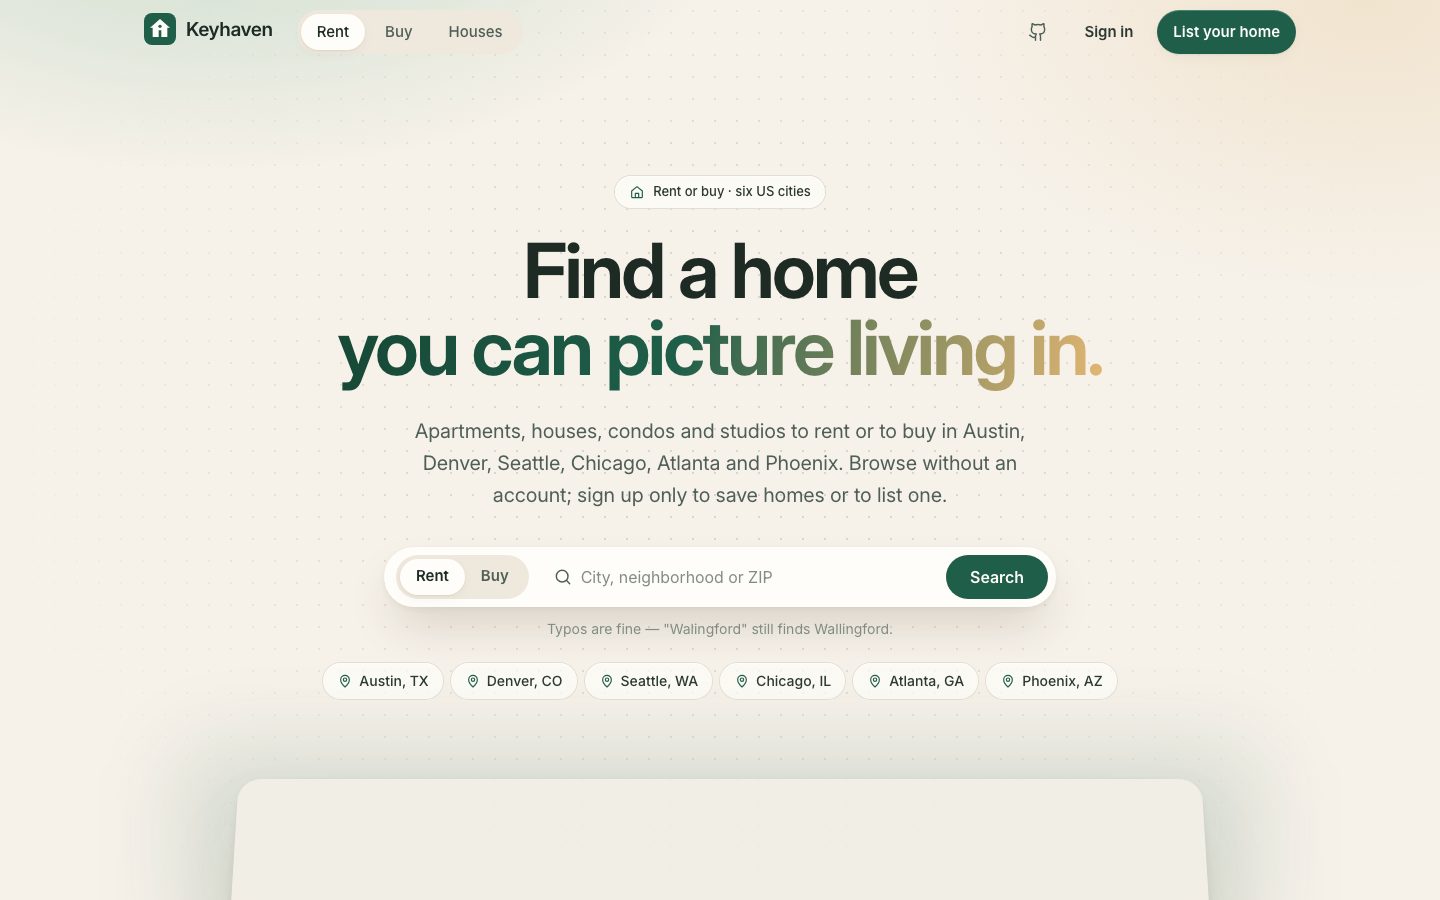 Keyhaven
Rent
Buy
Houses
Sign in
List your home
Rent or buy · six US cities
Find a home
you can picture living in.
Apartments, houses, condos and studios to rent or to buy in Austin,
Denver, Seattle, Chicago, Atlanta and Phoenix. Browse without an
account; sign up only to save homes or to list one.
Rent
Buy
City, neighborhood or ZIP
Search
Typos are fine — "Walingford" still finds Wallingford.
Austin, TX
Denver, CO
Seattle, WA
Chicago, IL
Atlanta, GA
Phoenix, AZ